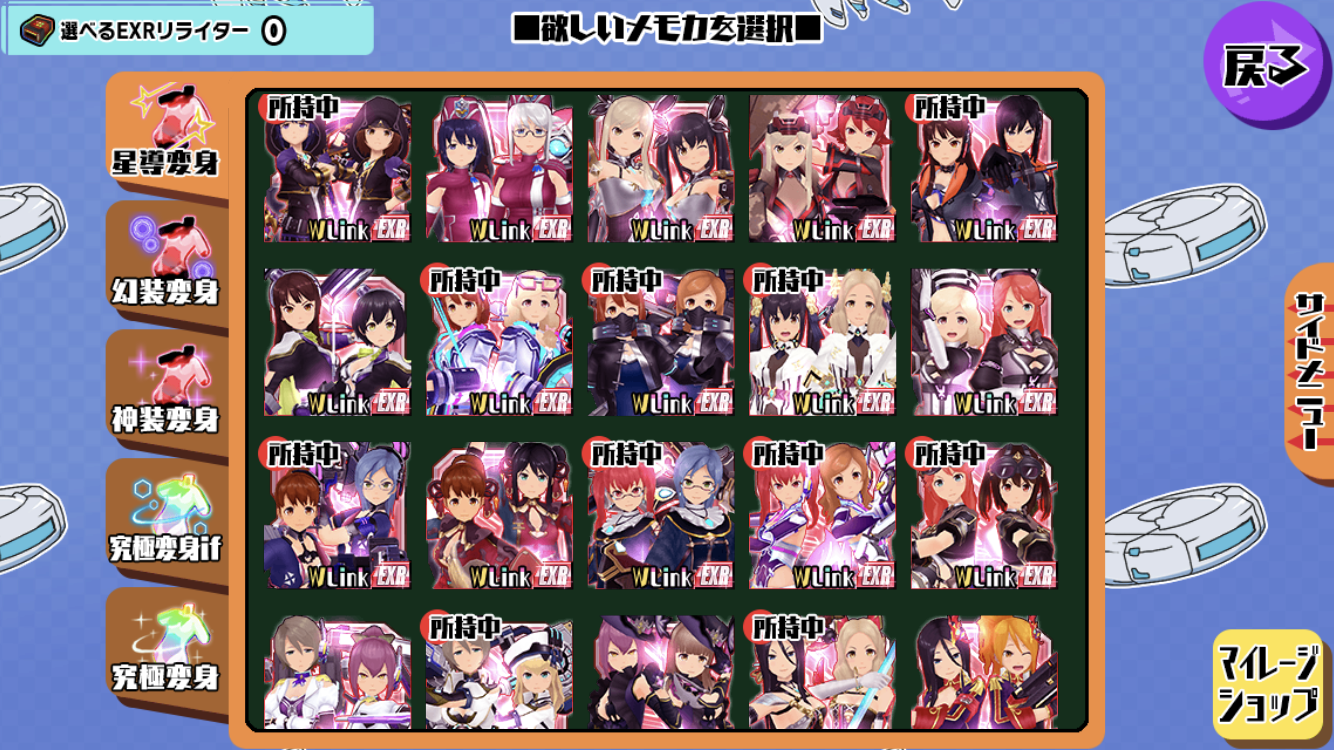 選べるEXRリライター 0
■欲しいメモカを選択■
戻る
星導変身
幻装変身
神装変身
究極変身if
究極変身
所持中
WLink EXR
WLink EXR
WLink EXR
WLink EXR
所持中
WLink EXR
WLink EXR
所持中
WLink EXR
所持中
WLink EXR
所持中
WLink EXR
WLink EXR
所持中
WLink EXR
WLink EXR
所持中
WLink EXR
所持中
WLink EXR
所持中
WLink EXR
所持中
所持中
サイドメニュー
マイレージ
ショップ